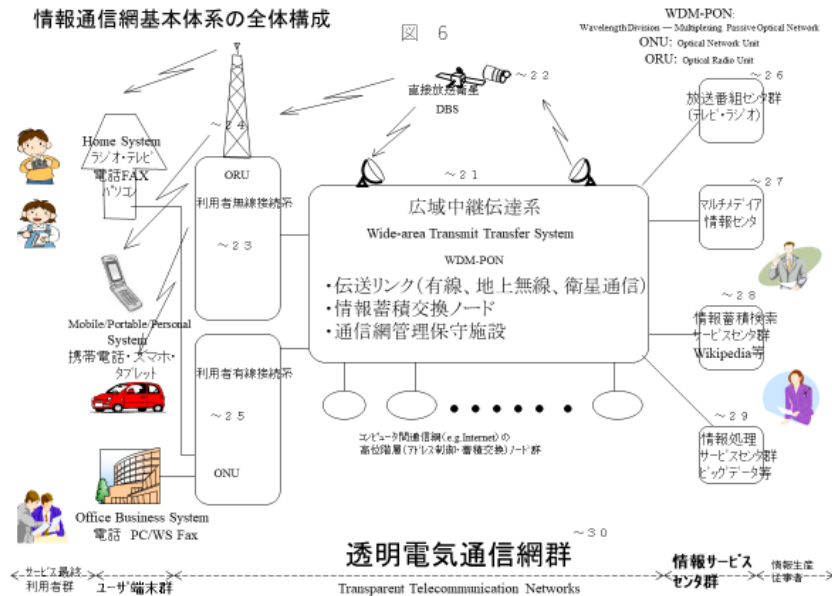 情報通信網基本体系の全体構成
図 6
WDM-PON:
Wavelength Division — Multiplexing Passive Optical Network
ONU: Optical Network Unit
ORU: Optical Radio Unit
～22
直接放送衛星
DBS
～24
Home System
ラジオ・テレビ
電話FAX
パソコン
ORU
利用者無線接続系
～23
～21
広域中継伝達系
Wide-area Transmit Transfer System
WDM-PON
・伝送リンク(有線、地上無線、衛星通信)
・情報蓄積交換ノード
・通信網管理保守施設
～26
放送番組センタ群
(テレビ・ラジオ)
～27
マルチメデイア
情報センタ
～28
情報蓄積検索
サービスセンタ群
Wikipedia等
～29
情報処理
サービスセンタ群
ビッグデータ等
Mobile/Portable/Personal
System
携帯電話・スマホ・
タブレット
利用者有線接続系
～25
ONU
コンピュータ間通信網(e.g.Internet)の
高位階層(アドレス制御・蓄積交換)ノード群
Office Business System
電話 PC/WS Fax
～30
透明電気通信網群
Transparent Telecommunication Networks
サービス最終
利用者群
ユーザ端末群
情報サービス
センタ群
情報生産
従事者